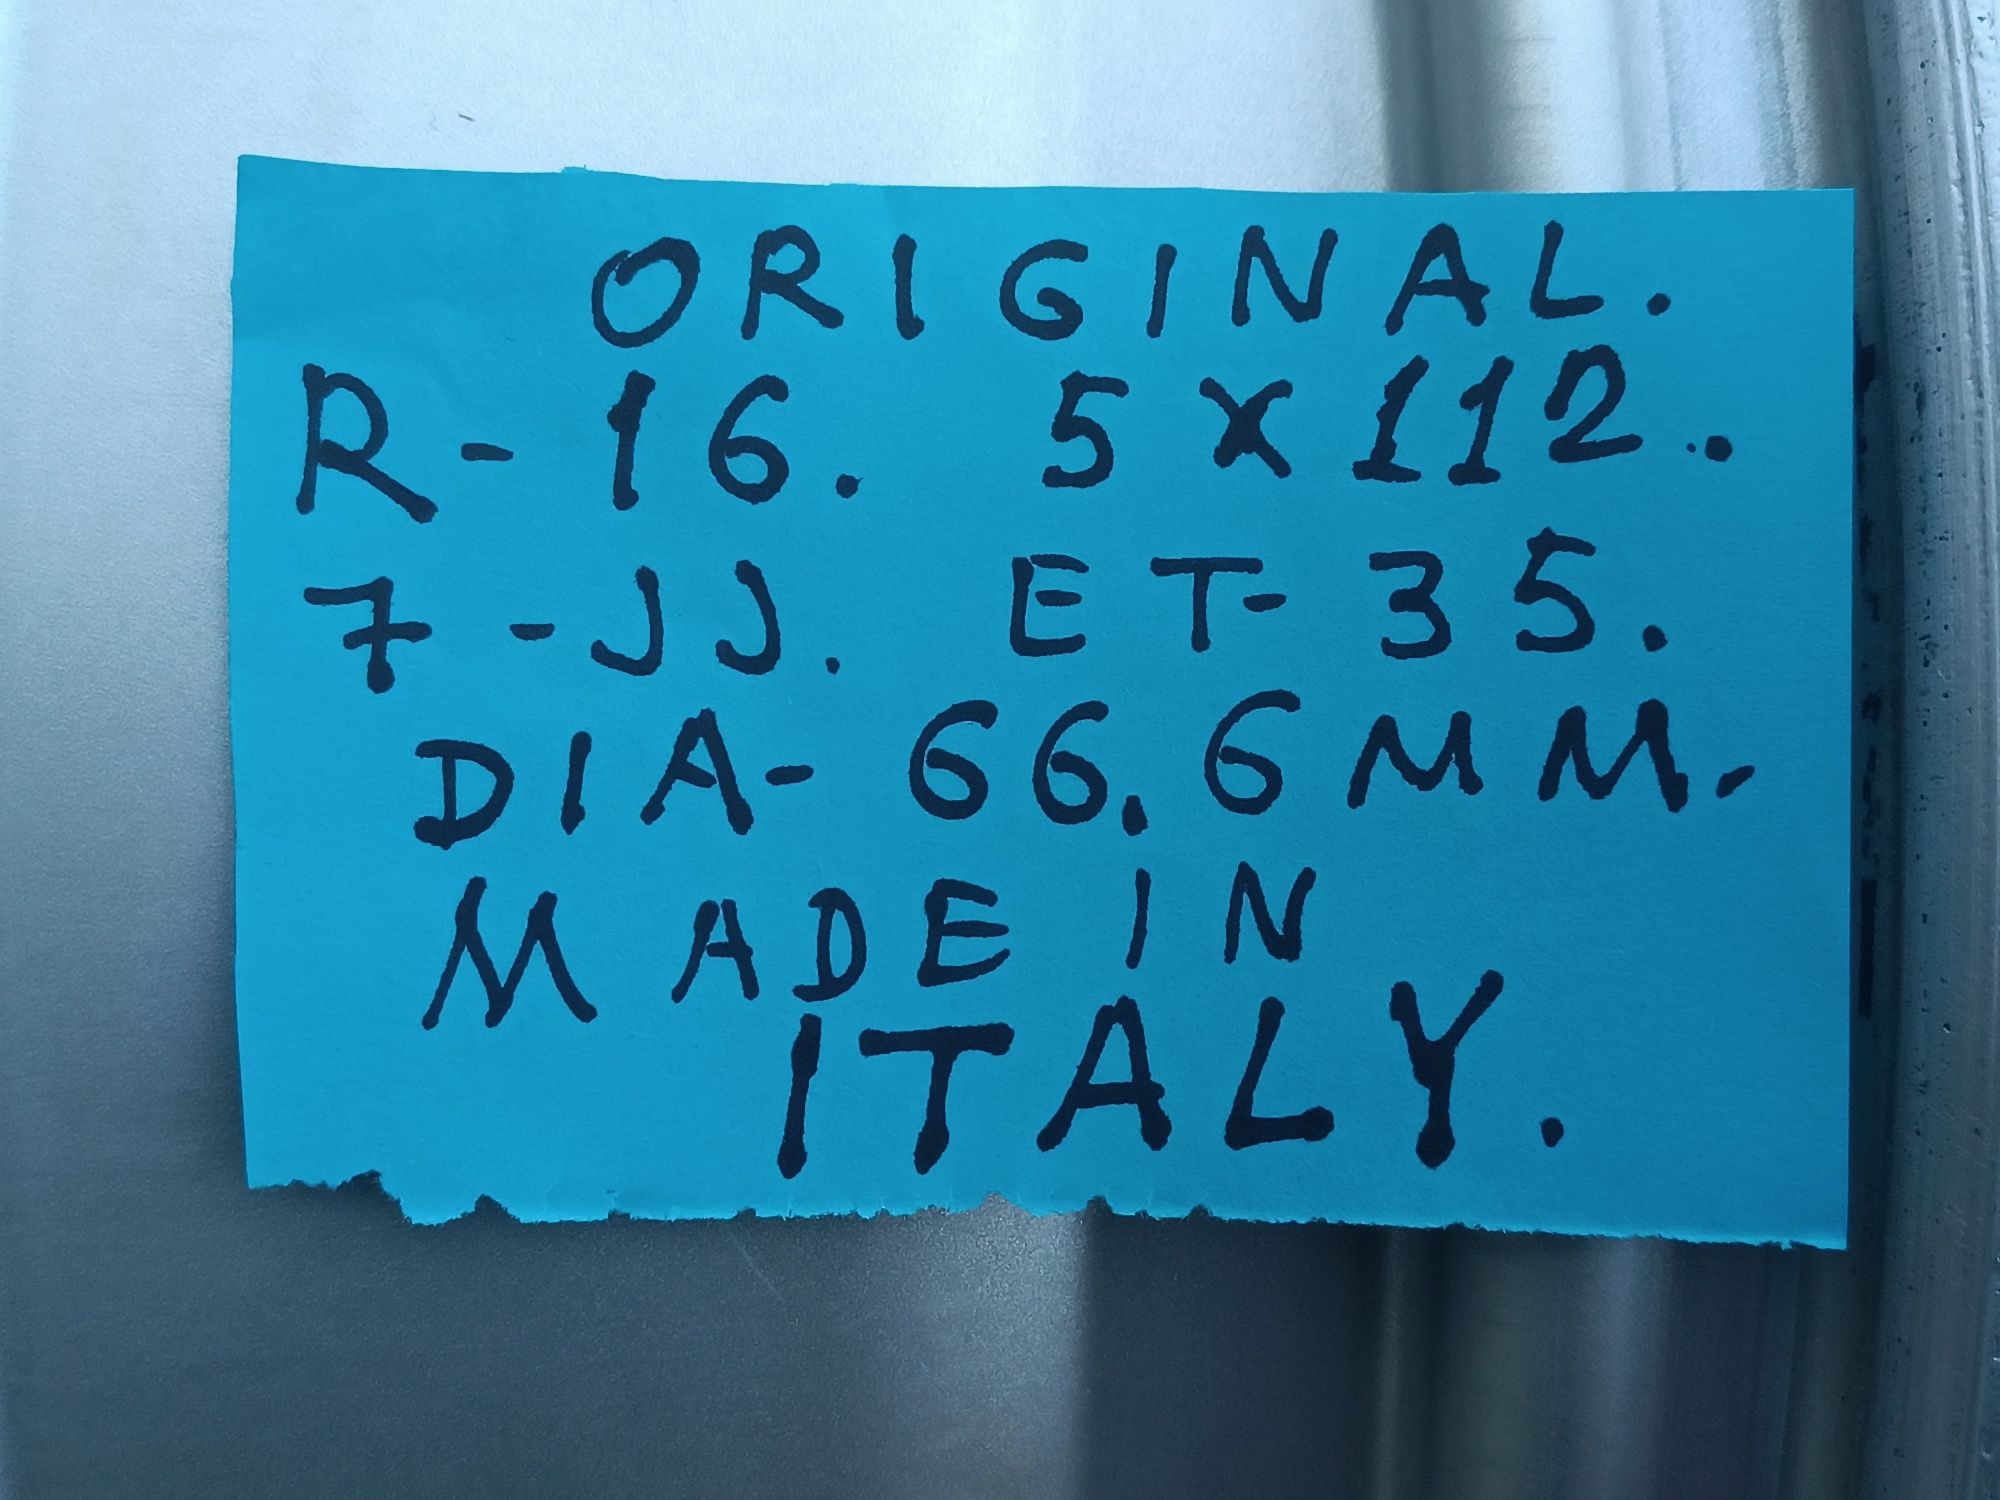 ORIGINAL.
R-16. 5X112..
7-JJ. ET-35.
DIA-66.6MM.
MADE IN
ITALY.